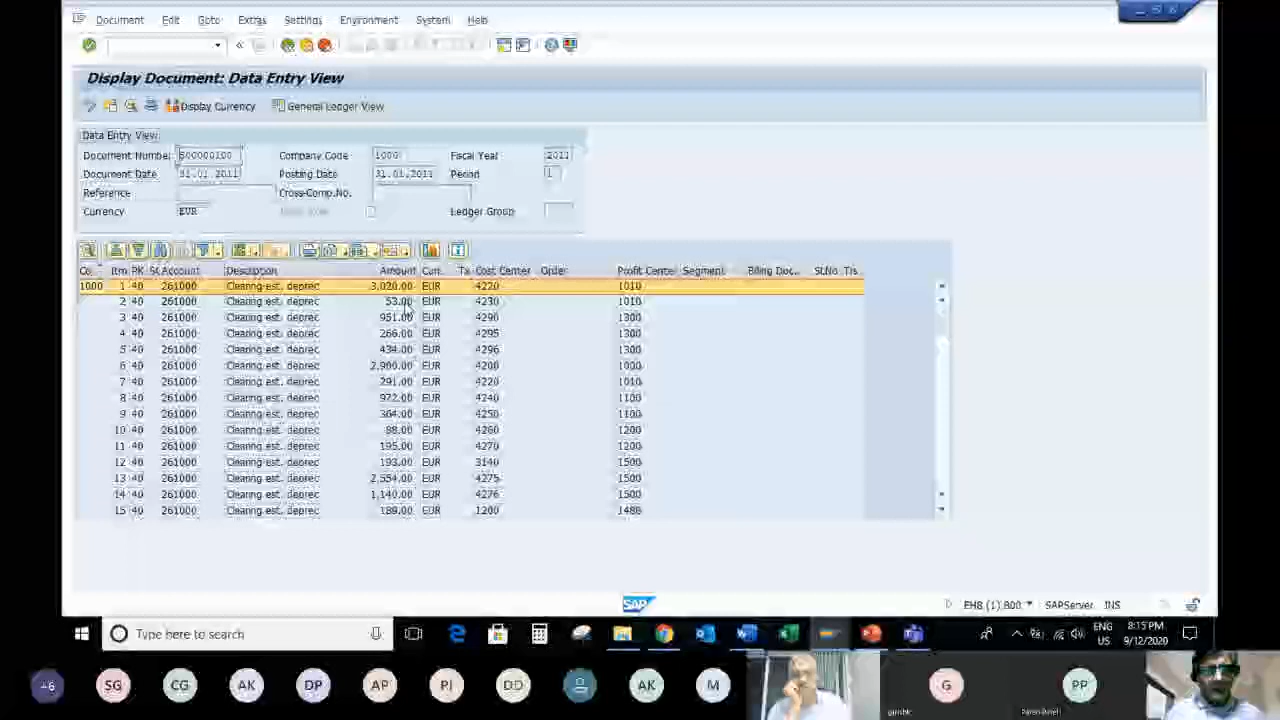 Document Edit Goto Extras Settings Environment System Help
Display Document: Data Entry View
Display Currency General Ledger View
Data Entry View
Document Number 500000100 Company Code 1000 Fiscal Year 2011
Document Date 31.01.2011 Posting Date 31.01.2011 Period 1
Reference Cross-Comp.No.
Currency EUR Ledger Group
Co.. Itm PK St Account Description Amount Curr. Tx Cost Center Order Profit Center Segment Billing Doc... St.No
1000 1 40 261000 Clearing est. deprec 3,020.00 EUR 4220 1010
2 40 261000 Clearing est. deprec 53.00 EUR 4230 1010
3 40 261000 Clearing est. deprec 951.00 EUR 4290 1300
4 40 261000 Clearing est. deprec 266.00 EUR 4295 1300
5 40 261000 Clearing est. deprec 434.00 EUR 4296 1300
6 40 261000 Clearing est. deprec EUR 4200 1000
7 40 261000 Clearing est. deprec 291.00 EUR 4220 1010
8 40 261000 Clearing est. deprec 972.00 EUR 4240 1100
9 40 261000 Clearing est. deprec 364.00 EUR 4250 1100
10 40 261000 Clearing est. deprec 88.00 EUR 4260 1200
11 40 261000 Clearing est. deprec 195.00 EUR 4270 1200
12 40 261000 Clearing est. deprec 193.00 EUR 3140 1500
13 40 261000 Clearing est. deprec 2,554.00 EUR 4275 1500
14 40 261000 Clearing est. deprec 1,140.00 EUR 4276 1500
15 40 261000 Clearing est. deprec 189.00 EUR 1200
SAP EH8 (1) 800 SAPServer INS
Type here to search
ENG 8:15 PM
US 9/12/2020
+6 SG CG AK DP AP PJ DD AK M G PP